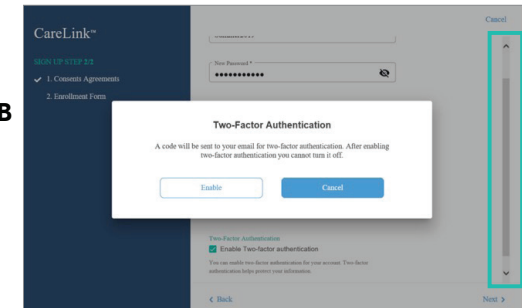 Cancel
CareLink™
SIGN UP STEP 2/2
✓ 1. Consents Agreements
2. Enrollment Form
B
New Password *
Two-Factor Authentication
A code will be sent to your email for two-factor authentication. After enabling
two-factor authentication you cannot turn it off.
Enable
Cancel
Two-Factor Authentication
Enable Two-factor authentication
You can enable two-factor authentication for your account. Two-factor
authentication helps protect your information.
< Back
Next >